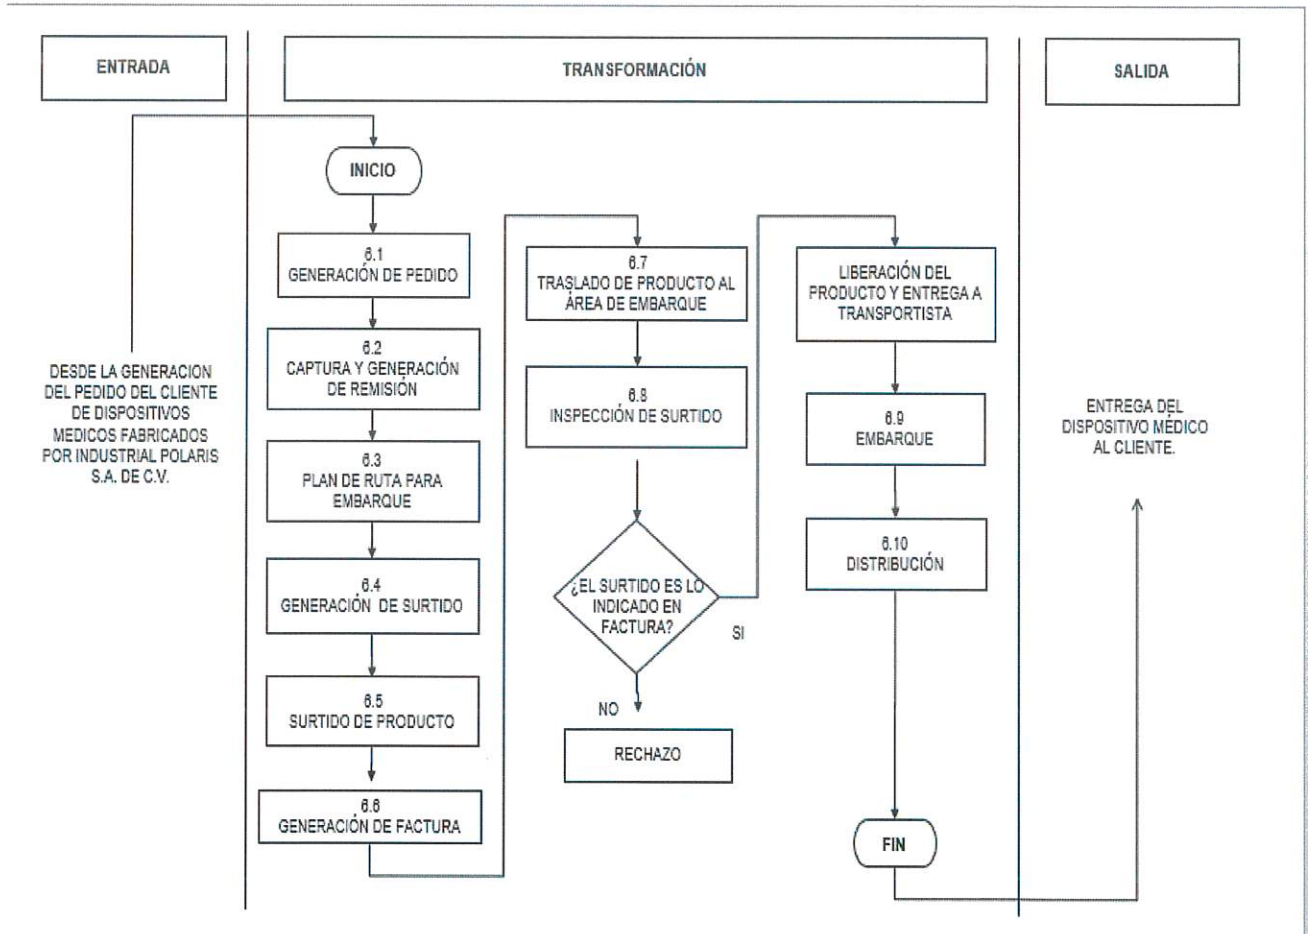 ENTRADA
TRANSFORMACIÓN
SALIDA
DESDE LA GENERACION
DEL PEDIDO DEL CLIENTE
DE DISPOSITIVOS
MEDICOS FABRICADOS
POR INDUSTRIAL POLARIS
S.A. DE C.V.
INICIO
6.1
GENERACIÓN DE PEDIDO
6.2
CAPTURA Y GENERACIÓN
DE REMISIÓN
6.3
PLAN DE RUTA PARA
EMBARQUE
6.4
GENERACIÓN DE SURTIDO
6.5
SURTIDO DE PRODUCTO
6.6
GENERACIÓN DE FACTURA
6.7
TRASLADO DE PRODUCTO AL
ÁREA DE EMBARQUE
6.8
INSPECCIÓN DE SURTIDO
¿EL SURTIDO ES LO
INDICADO EN
FACTURA?
SI
NO
RECHAZO
LIBERACIÓN DEL
PRODUCTO Y ENTREGA A
TRANSPORTISTA
6.9
EMBARQUE
6.10
DISTRIBUCIÓN
FIN
ENTREGA DEL
DISPOSITIVO MÉDICO
AL CLIENTE.